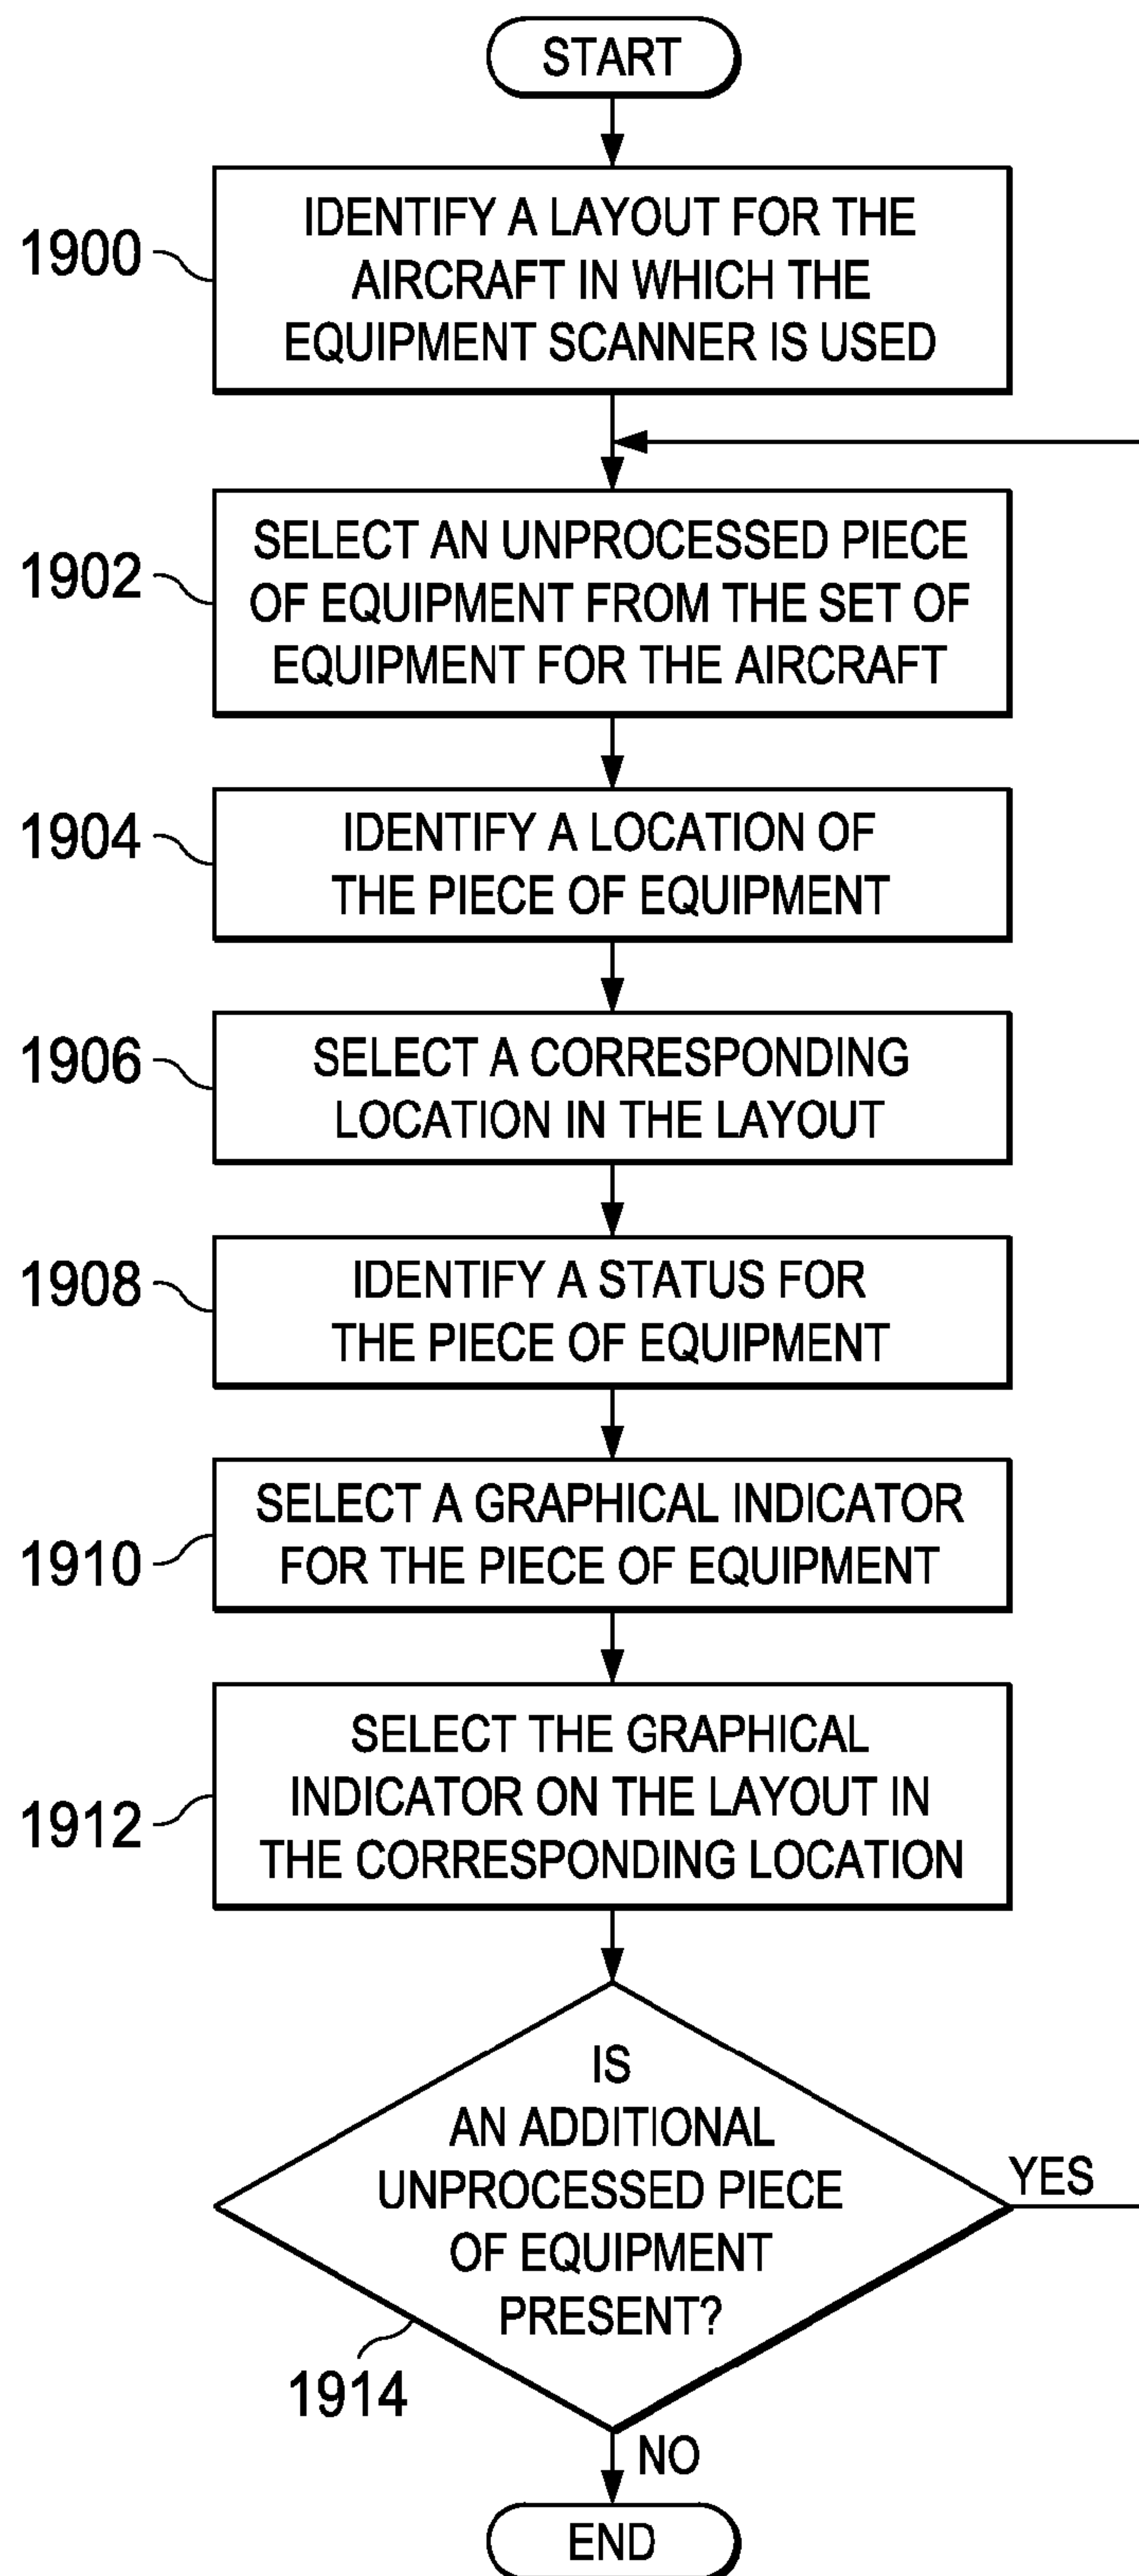 START
1900
IDENTIFY A LAYOUT FOR THE
AIRCRAFT IN WHICH THE
EQUIPMENT SCANNER IS USED
1902
SELECT AN UNPROCESSED PIECE
OF EQUIPMENT FROM THE SET OF
EQUIPMENT FOR THE AIRCRAFT
1904
IDENTIFY A LOCATION OF
THE PIECE OF EQUIPMENT
1906
SELECT A CORRESPONDING
LOCATION IN THE LAYOUT
1908
IDENTIFY A STATUS FOR
THE PIECE OF EQUIPMENT
1910
SELECT A GRAPHICAL INDICATOR
FOR THE PIECE OF EQUIPMENT
1912
SELECT THE GRAPHICAL
INDICATOR ON THE LAYOUT IN
THE CORRESPONDING LOCATION
IS
AN ADDITIONAL
UNPROCESSED PIECE
OF EQUIPMENT
PRESENT?
YES
1914
NO
END